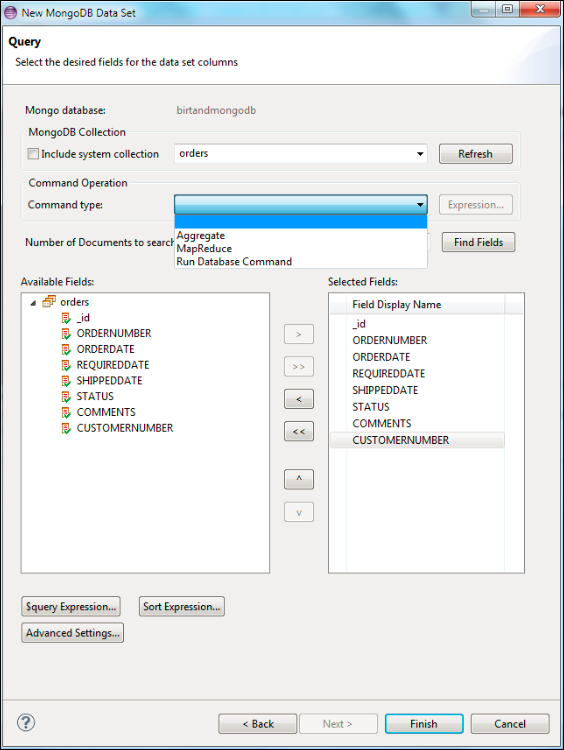 New MongoDB Data Set
Query
Select the desired fields for the data set columns
Mongo database: birtandmongodb
MongoDB Collection
Include system collection orders Refresh
Command Operation
Command type: Expression...
Aggregate
MapReduce
Run Database Command
Number of Documents to search Find Fields
Available Fields: Selected Fields:
orders
_id
ORDERNUMBER
ORDERDATE
REQUIREDDATE
SHIPPEDDATE
STATUS
COMMENTS
CUSTOMERNUMBER
>
>>
<
<<
^
v
Field Display Name
_id
ORDERNUMBER
ORDERDATE
REQUIREDDATE
SHIPPEDDATE
STATUS
COMMENTS
CUSTOMERNUMBER
$query Expression... Sort Expression...
Advanced Settings...
? < Back Next > Finish Cancel